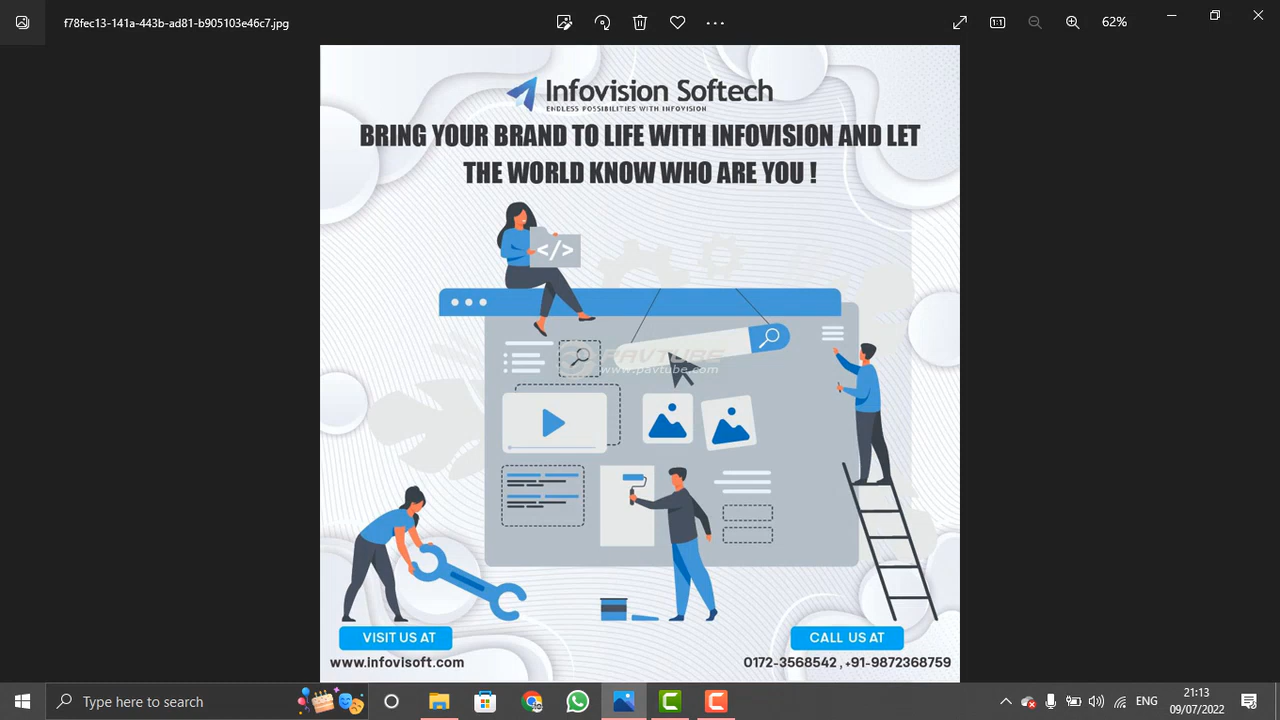 f78fec13-141a-443b-ad81-b905103e46c7.jpg
62%
Infovision Softech
ENDLESS POSSIBILITIES WITH INFOVISION
BRING YOUR BRAND TO LIFE WITH INFOVISION AND LET
THE WORLD KNOW WHO ARE YOU !
</>
PAVTUBE
www.pavtube.com
VISIT US AT
CALL US AT
www.infovisoft.com
0172-3568542 , +91-9872368759
Type here to search
ENG
21:13
09/07/2022